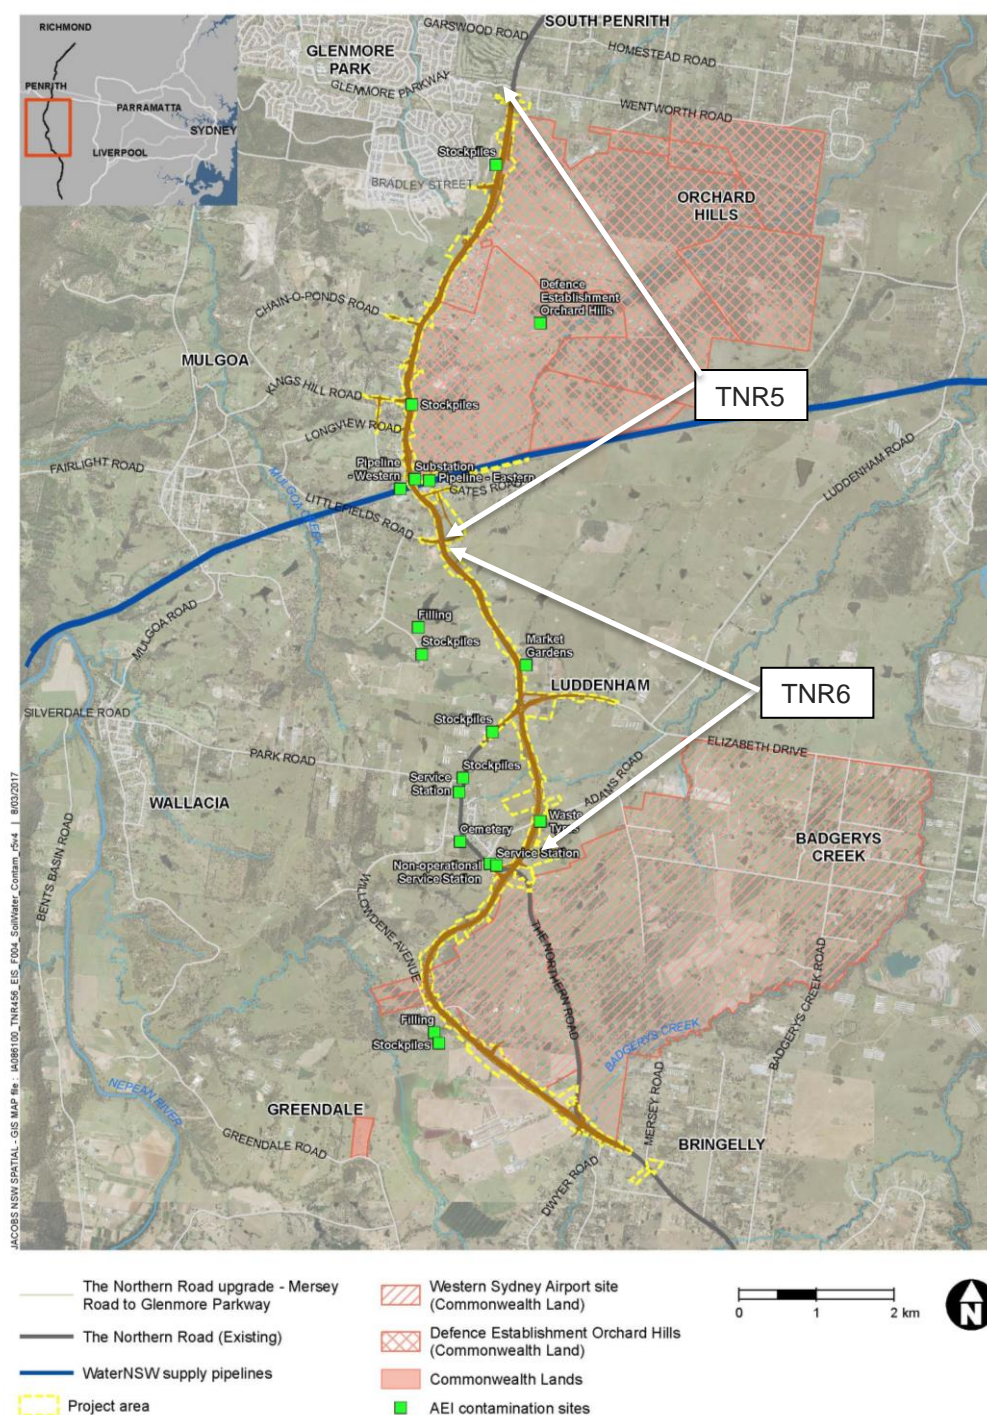 SOUTH PENRITH
GARSWOOD ROAD
RICHMOND
HOMESTEAD ROAD
GLENMORE
PARK
PENRITH
GLENMORE PARKWAY
WENTWORTH ROAD
PARRAMATTA
SYDNEY
LIVERPOOL
Stockpiles
BRADLEY STREET
ORCHARD
HILLS
Defence
Establishment
Orchard Hills
CHAIN-O-PONDS ROAD
MULGOA
KINGS HILL ROAD
TNR5
Stockpiles
LONGVIEW ROAD
LUDDENHAM ROAD
FAIRLIGHT ROAD
Pipeline
- Western
Substation
Pipeline - Eastern
GATES ROAD
MULGOA CREEK
LITTLEFIELDS ROAD
MULGOA ROAD
Filling
Stockpiles
Market
Gardens
LUDDENHAM
TNR6
SILVERDALE ROAD
Stockpiles
ELIZABETH DRIVE
PARK ROAD
Stockpiles
Service
Station
ADAMS ROAD
WALLACIA
Waste
Types
Cemetery
BADGERYS
CREEK
Service Station
Non-operational
Service Station
BENTS BASIN ROAD
WILLOWDENE AVENUE
THE NORTHERN ROAD
BADGERYS CREEK ROAD
Filling
Stockpiles
BADGERYS CREEK
NEPEAN RIVER
GREENDALE
MERSEY ROAD
GREENDALE ROAD
BRINGELLY
DWYER ROAD
JACOBS NSW SPATIAL - GIS MAP file : IA086100_TNR456_EIS_F004_SoilWater_Contam_r5v4 | 8/03/2017
The Northern Road upgrade - Mersey
Road to Glenmore Parkway
The Northern Road (Existing)
WaterNSW supply pipelines
Project area
Western Sydney Airport site
(Commonwealth Land)
Defence Establishment Orchard Hills
(Commonwealth Land)
Commonwealth Lands
AEI contamination sites
0 1 2 km
N